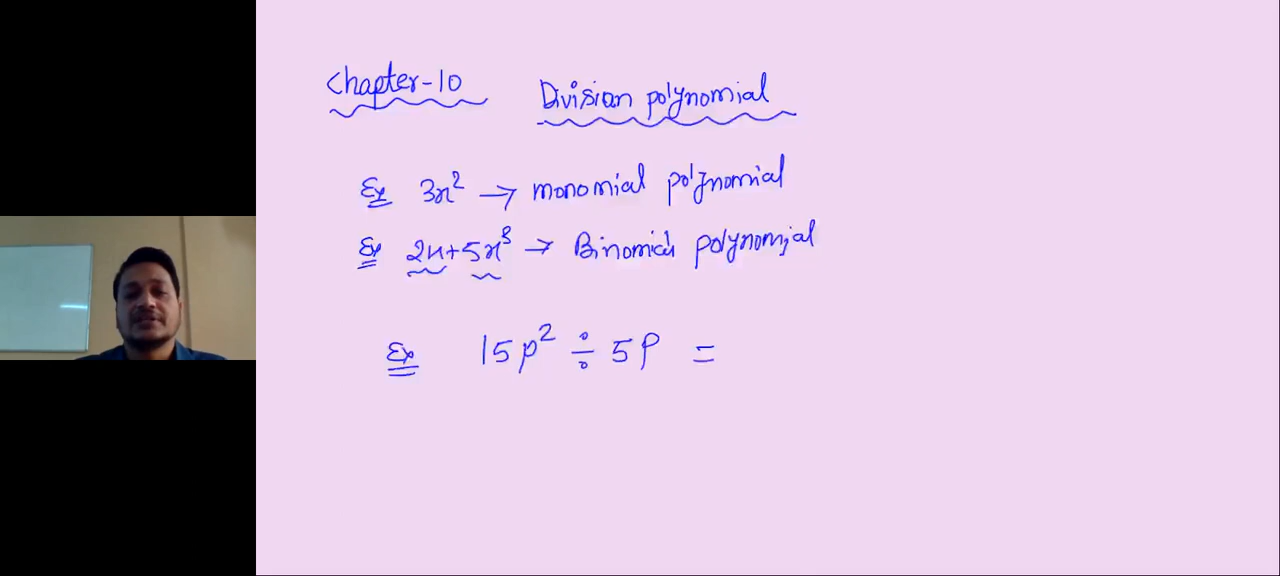 Chapter-10 Division polynomial
Ex 3x² → monomial polynomial
Ex 2x+5x³ → Binomial polynomial
Ex 15p² ÷ 5P =